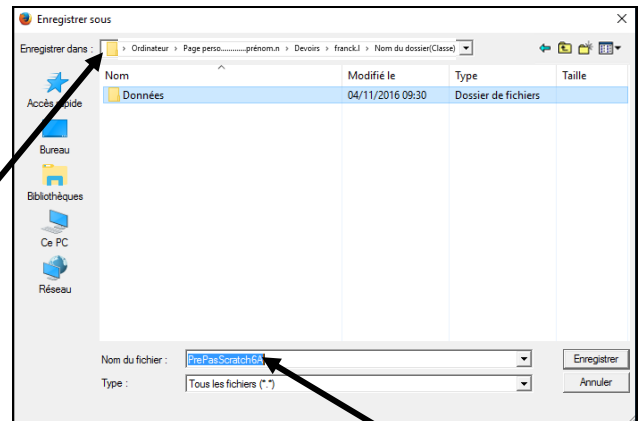 Enregistrer sous
Enregistrer dans : › Ordinateur › Page perso.............prénom.n › Devoirs › franck.l › Nom du dossier(Classe)
Nom Modifié le Type Taille
Données 04/11/2016 09:30 Dossier de fichiers
Accès rapide
Bureau
Bibliothèques
Ce PC
Réseau
Nom du fichier : PrePasScratch6A Enregistrer
Type : Tous les fichiers (*.*) Annuler